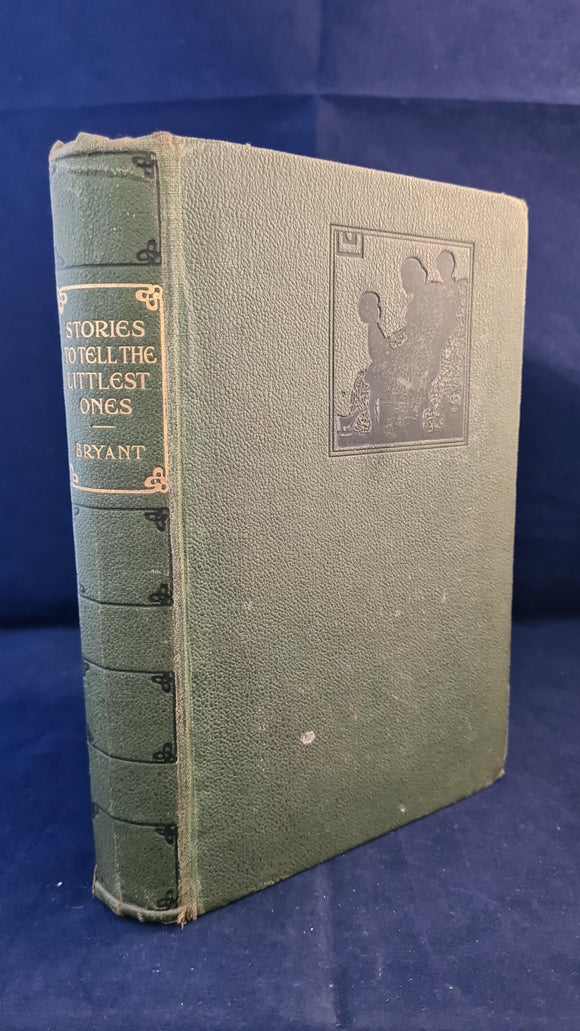 STORIES
TO TELL THE
LITTLEST
ONES
BRYANT